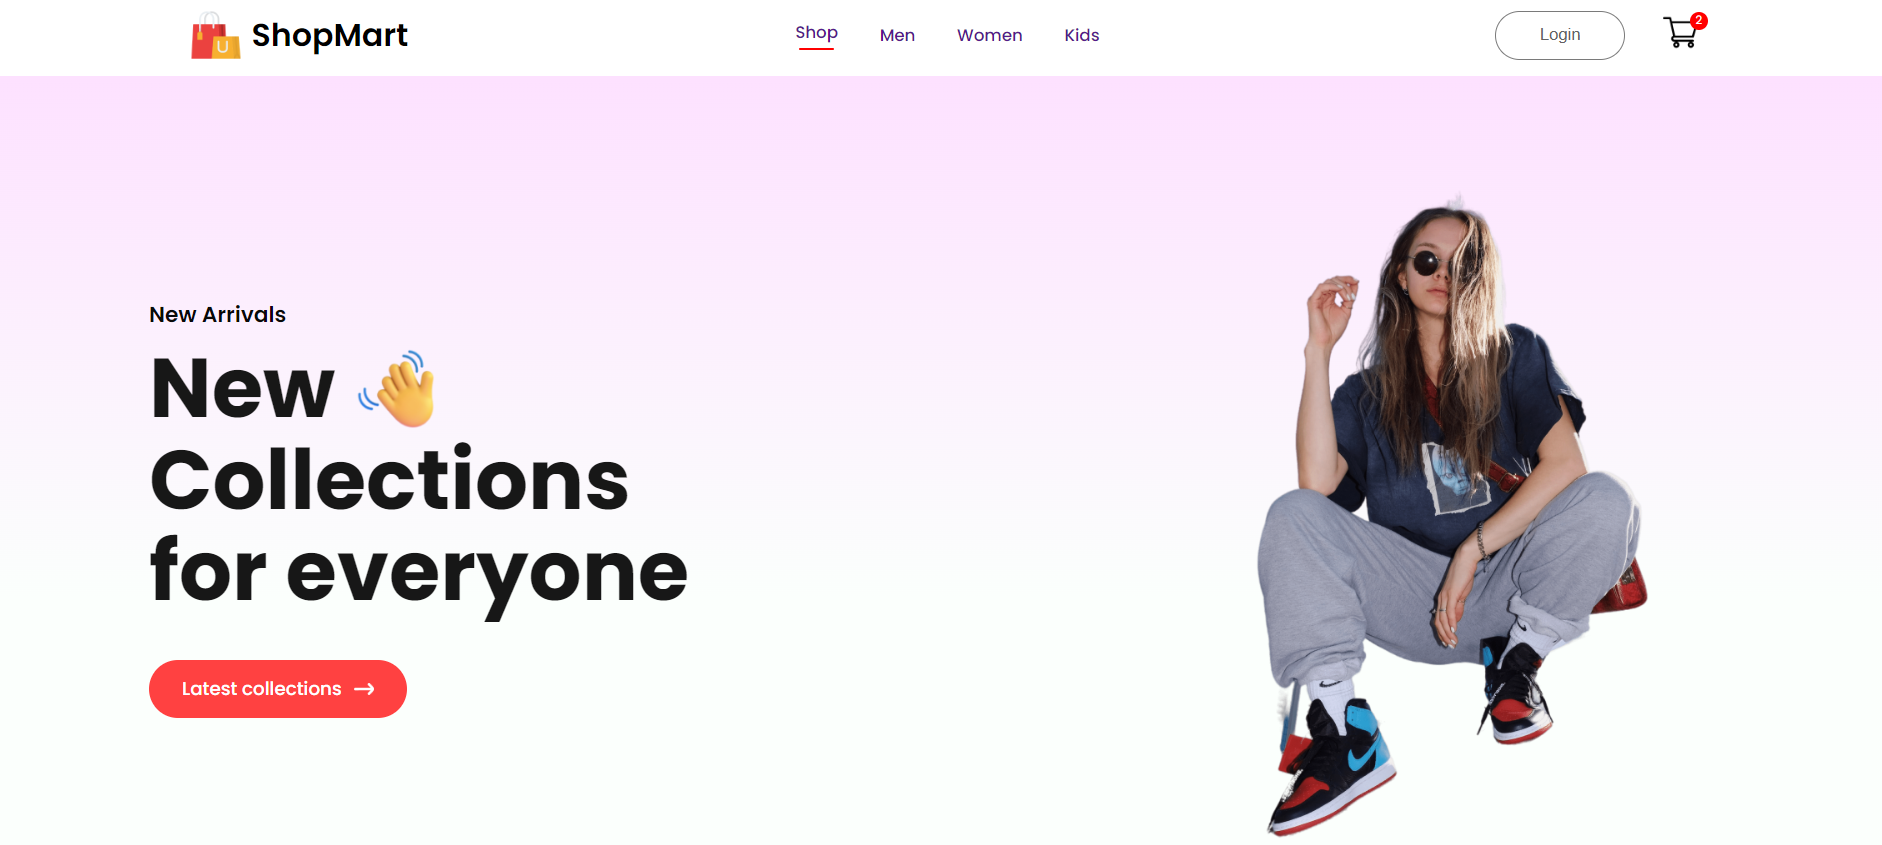 ShopMart
Shop
Men
Women
Kids
Login
2
U
New Arrivals
New 👋
Collections
for everyone
Latest collections →